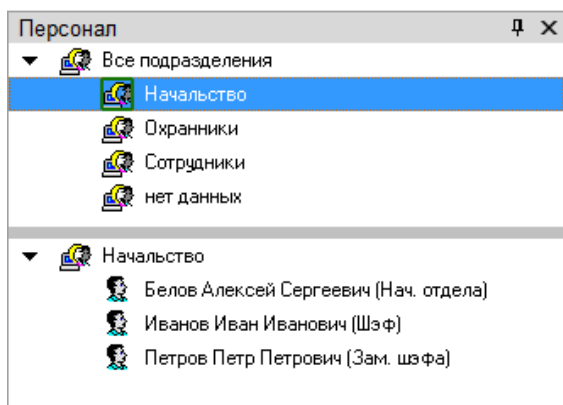 Персонал
Все подразделения
Начальство
Охранники
Сотрудники
нет данных
Начальство
Белов Алексей Сергеевич (Нач. отдела)
Иванов Иван Иванович (Шэф)
Петров Петр Петрович (Зам. шэфа)